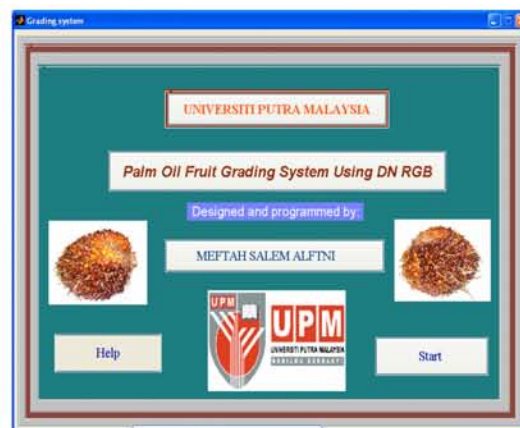 Grading system
UNIVERSITI PUTRA MALAYSIA
Palm Oil Fruit Grading System Using DN RGB
Designed and programmed by:
MEFTAH SALEM ALFTNI
UPM
UPM
UNIVERSITI PUTRA MALAYSIA
Help
Start